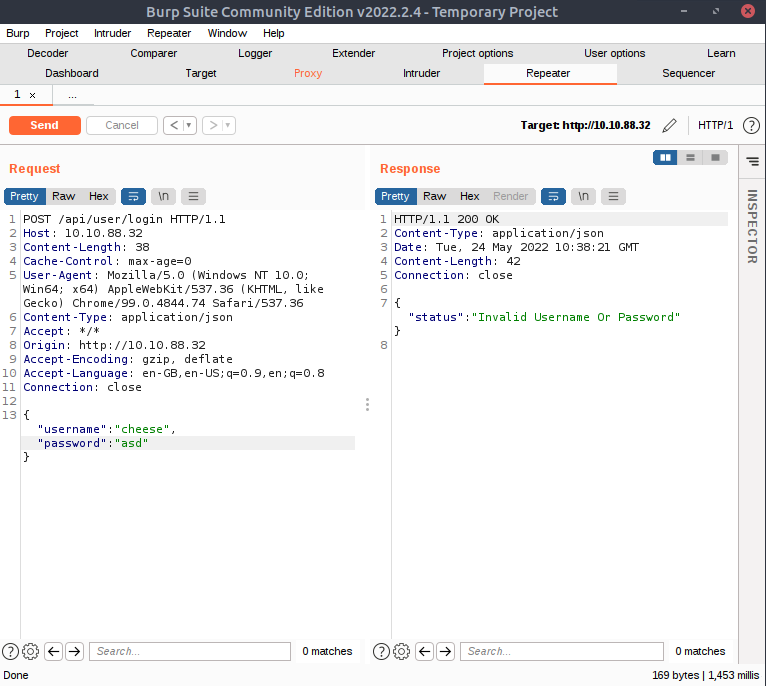 Burp Suite Community Edition v2022.2.4 - Temporary Project
Burp Project Intruder Repeater Window Help
Decoder Comparer Logger Extender Project options User options Learn
Dashboard Target Proxy Intruder Repeater Sequencer
1 × ...
Send Cancel < > Target: http://10.10.88.32 HTTP/1 ?
Request
Pretty Raw Hex \n
1 POST /api/user/login HTTP/1.1
2 Host: 10.10.88.32
3 Content-Length: 38
4 Cache-Control: max-age=0
5 User-Agent: Mozilla/5.0 (Windows NT 10.0;
Win64; x64) AppleWebKit/537.36 (KHTML, like
Gecko) Chrome/99.0.4844.74 Safari/537.36
6 Content-Type: application/json
7 Accept: */*
8 Origin: http://10.10.88.32
9 Accept-Encoding: gzip, deflate
10 Accept-Language: en-GB,en-US;q=0.9,en;q=0.8
11 Connection: close
12
13 {
"username":"cheese",
"password":"asd"
}
? Search... 0 matches
Response
Pretty Raw Hex Render \n
1 HTTP/1.1 200 OK
2 Content-Type: application/json
3 Date: Tue, 24 May 2022 10:38:21 GMT
4 Content-Length: 42
5 Connection: close
6
7 {
"status":"Invalid Username Or Password"
}
8
? Search... 0 matches
INSPECTOR
Done 169 bytes | 1,453 millis